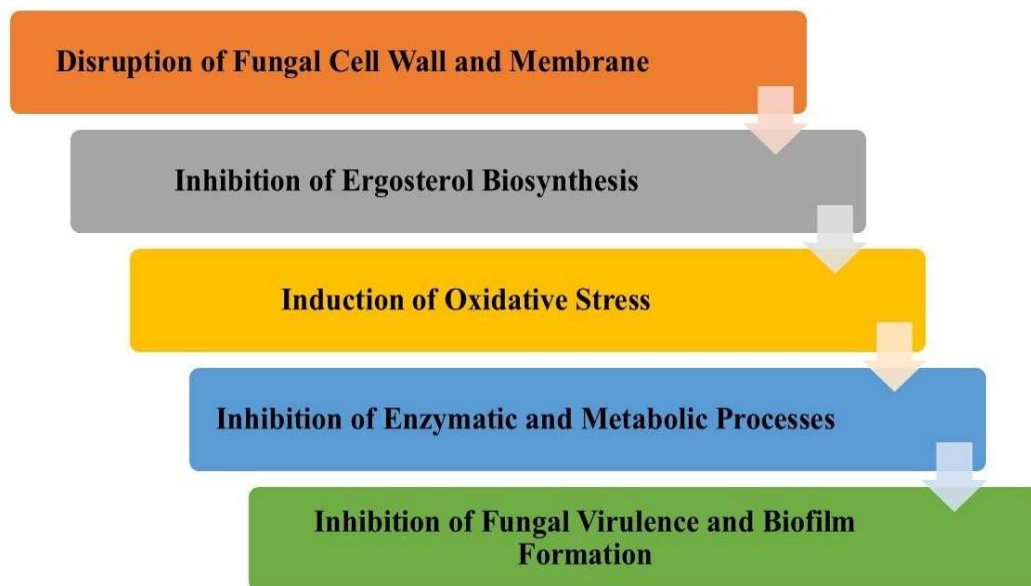 Disruption of Fungal Cell Wall and Membrane
Inhibition of Ergosterol Biosynthesis
Induction of Oxidative Stress
Inhibition of Enzymatic and Metabolic Processes
Inhibition of Fungal Virulence and Biofilm
Formation